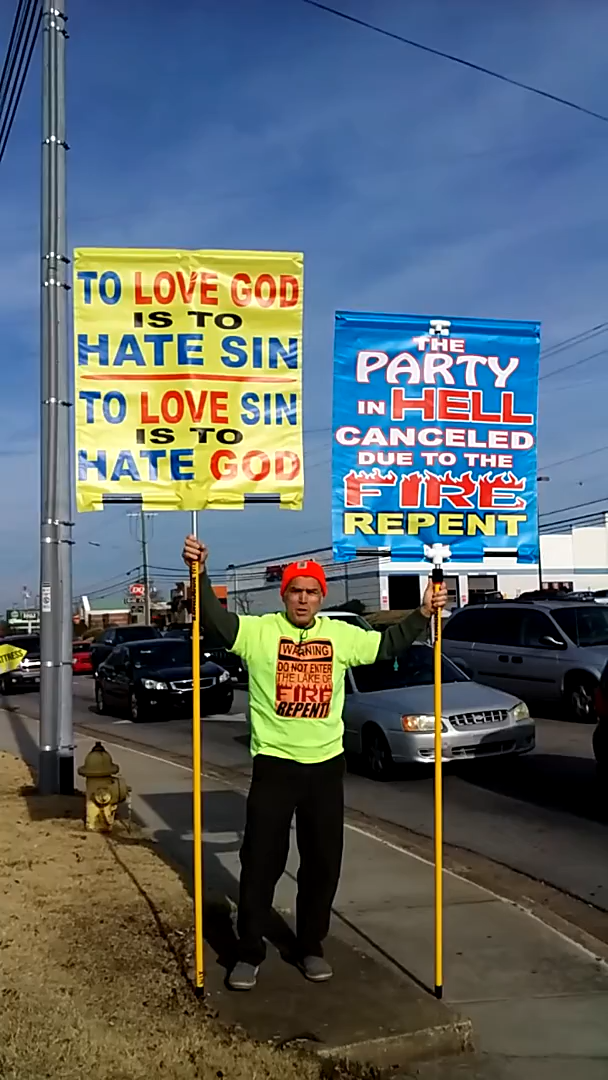 TO LOVE GOD
IS TO
HATE SIN
TO LOVE SIN
IS TO
HATE GOD
THE
PARTY
IN HELL
CANCELED
DUE TO THE
FIRE
REPENT
WARNING
DO NOT ENTER
THE LAKE OF
FIRE
REPENT!
DQ